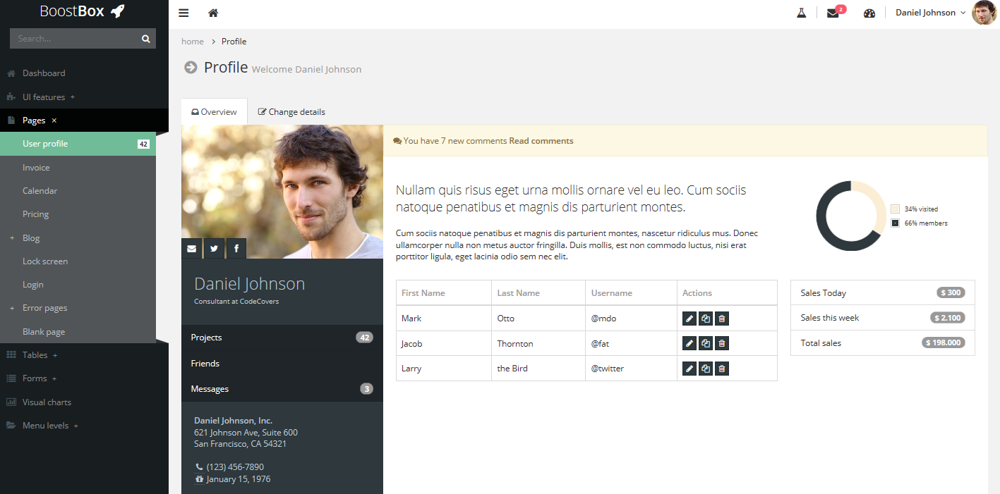 BoostBox
Search...
Dashboard
UI features +
Pages ×
User profile 42
Invoice
Calendar
Pricing
+ Blog
Lock screen
Login
+ Error pages
Blank page
Tables +
Forms +
Visual charts
Menu levels +
2
Daniel Johnson
home > Profile
Profile Welcome Daniel Johnson
Overview Change details
Daniel Johnson
Consultant at CodeCovers
Projects 42
Friends
Messages 3
Daniel Johnson, Inc.
621 Johnson Ave, Suite 600
San Francisco, CA 54321
(123) 456-7890
January 15, 1976
You have 7 new comments Read comments
Nullam quis risus eget urna mollis ornare vel eu leo. Cum sociis
natoque penatibus et magnis dis parturient montes.
Cum sociis natoque penatibus et magnis dis parturient montes, nascetur ridiculus mus. Donec
ullamcorper nulla non metus auctor fringilla. Duis mollis, est non commodo luctus, nisi erat
porttitor ligula, eget lacinia odio sem nec elit.
34% visited
66% members
First Name Last Name Username Actions
Mark Otto @mdo
Jacob Thornton @fat
Larry the Bird @twitter
Sales Today $ 300
Sales this week $ 2.100
Total sales $ 198.000